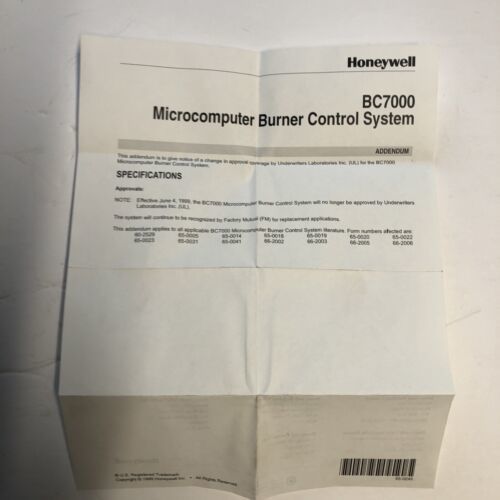 Honeywell
BC7000
Microcomputer Burner Control System
ADDENDUM
This addendum is to give notice of a change in approval coverage by Underwriters Laboratories Inc. (UL) for the BC7000
Microcomputer Burner Control System.
SPECIFICATIONS
Approvals:
NOTE: Effective June 4, 1999, the BC7000 Microcomputer Burner Control System will no longer be approved by Underwriters
Laboratories Inc. (UL).
The system will continue to be recognized by Factory Mutual (FM) for replacement applications.
This addendum applies to all applicable BC7000 Microcomputer Burner Control System literature. Form numbers affected are:
60-2529 65-0005 65-0014 65-0018 65-0019 65-0020 65-0022
65-0023 65-0031 65-0041 66-2002 66-2003 66-2005 66-2006
® U.S. Registered Trademark
Copyright © 1999 Honeywell Inc. • All Rights Reserved